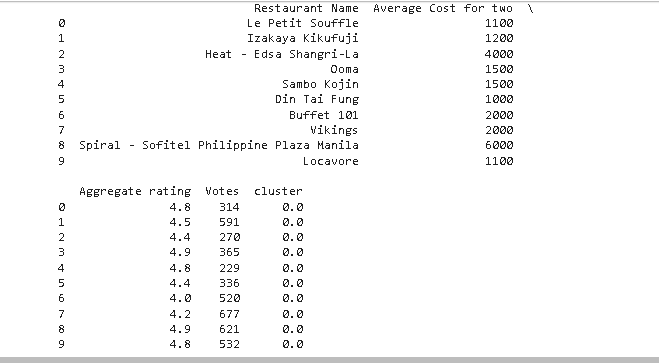 Restaurant Name Average Cost for two \
0 Le Petit Souffle 1100
1 Izakaya Kikufuji 1200
2 Heat - Edsa Shangri-La 4000
3 Ooma 1500
4 Sambo Kojin 1500
5 Din Tai Fung 1000
6 Buffet 101 2000
7 Vikings 2000
8 Spiral - Sofitel Philippine Plaza Manila 6000
9 Locavore 1100
Aggregate rating Votes cluster
0 4.8 314 0.0
1 4.5 591 0.0
2 4.4 270 0.0
3 4.9 365 0.0
4 4.8 229 0.0
5 4.4 336 0.0
6 4.0 520 0.0
7 4.2 677 0.0
8 4.9 621 0.0
9 4.8 532 0.0